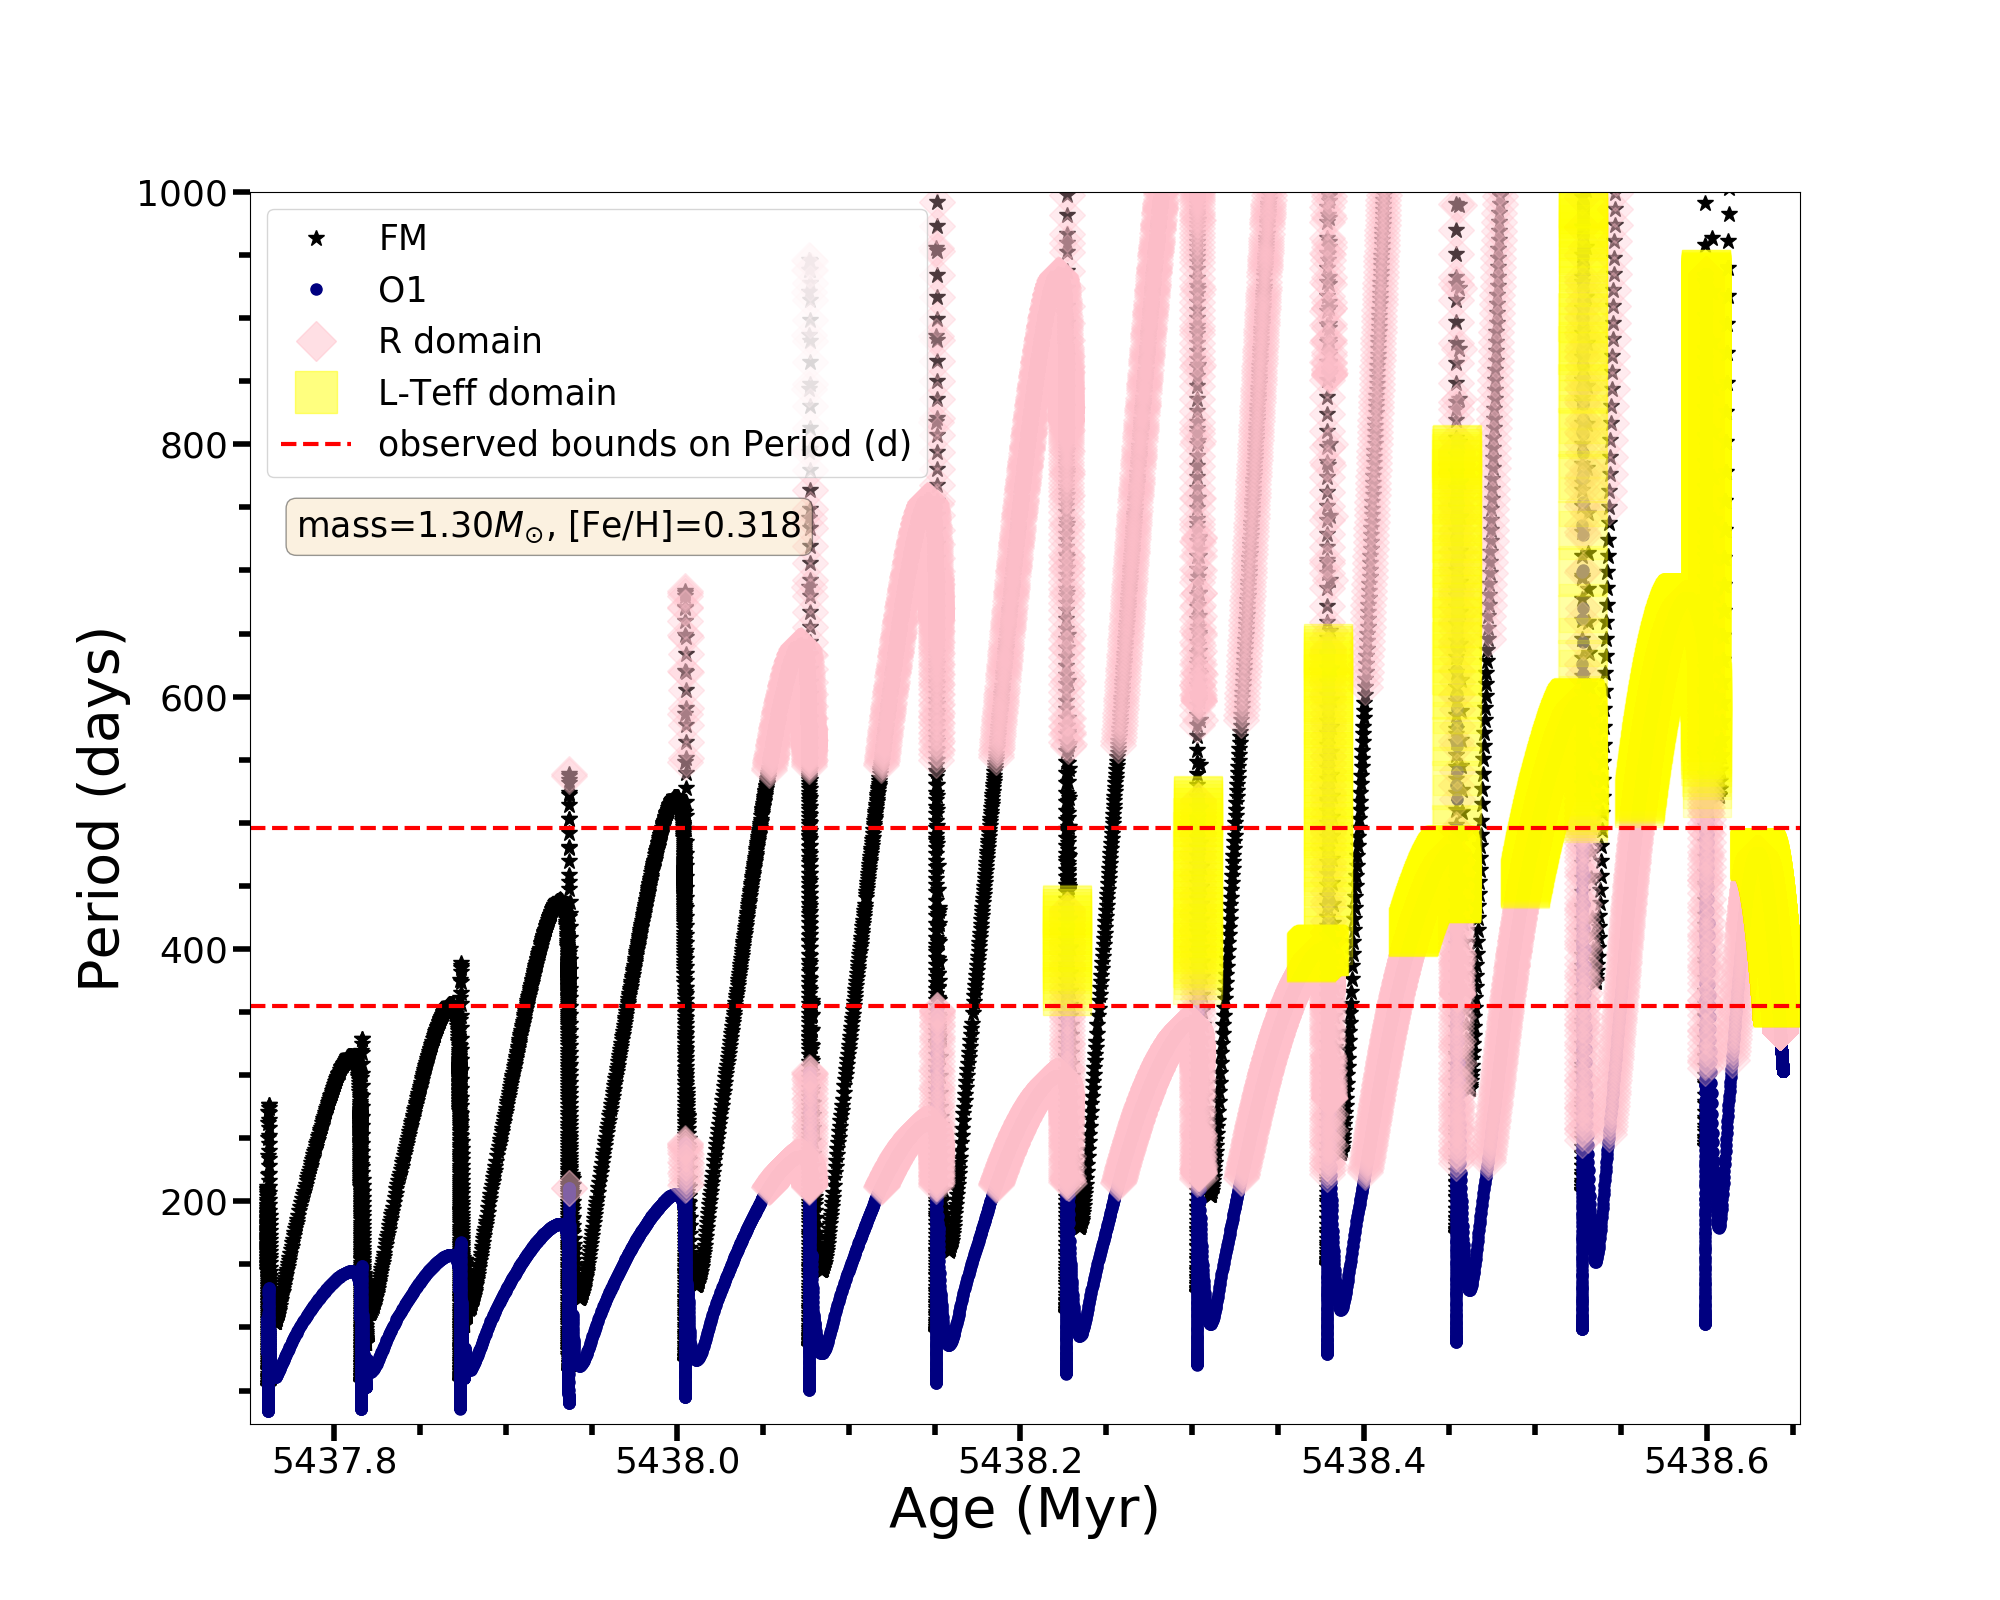 1000
800
600
400
200
Period (days)
FM
O1
R domain
L-Teff domain
observed bounds on Period (d)
mass=1.30M⊙, [Fe/H]=0.318
5437.8 5438.0 5438.2 5438.4 5438.6
Age (Myr)